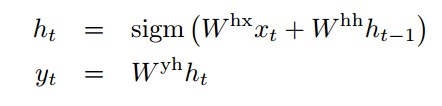 h_t = sigm (W^{hx} x_t + W^{hh} h_{t−1})
y_t = W^{yh} h_t